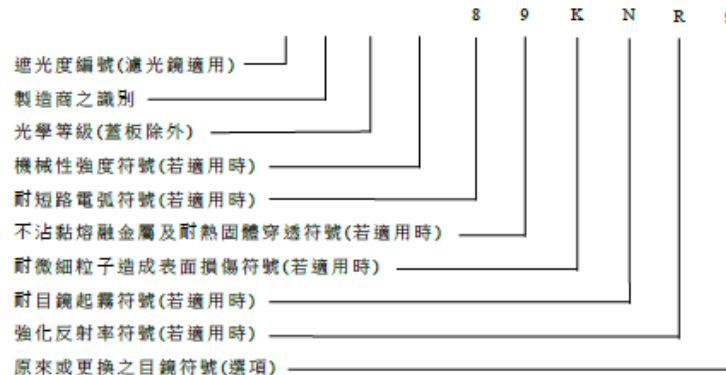 8 9 K N R
遮光度編號(濾光鏡適用)
製造商之識別
光學等級(蓋板除外)
機械性強度符號(若適用時)
耐短路電弧符號(若適用時)
不沾黏熔融金屬及耐熱固體穿透符號(若適用時)
耐微細粒子造成表面損傷符號(若適用時)
耐目鏡起霧符號(若適用時)
強化反射率符號(若適用時)
原來或更換之目鏡符號(選項)